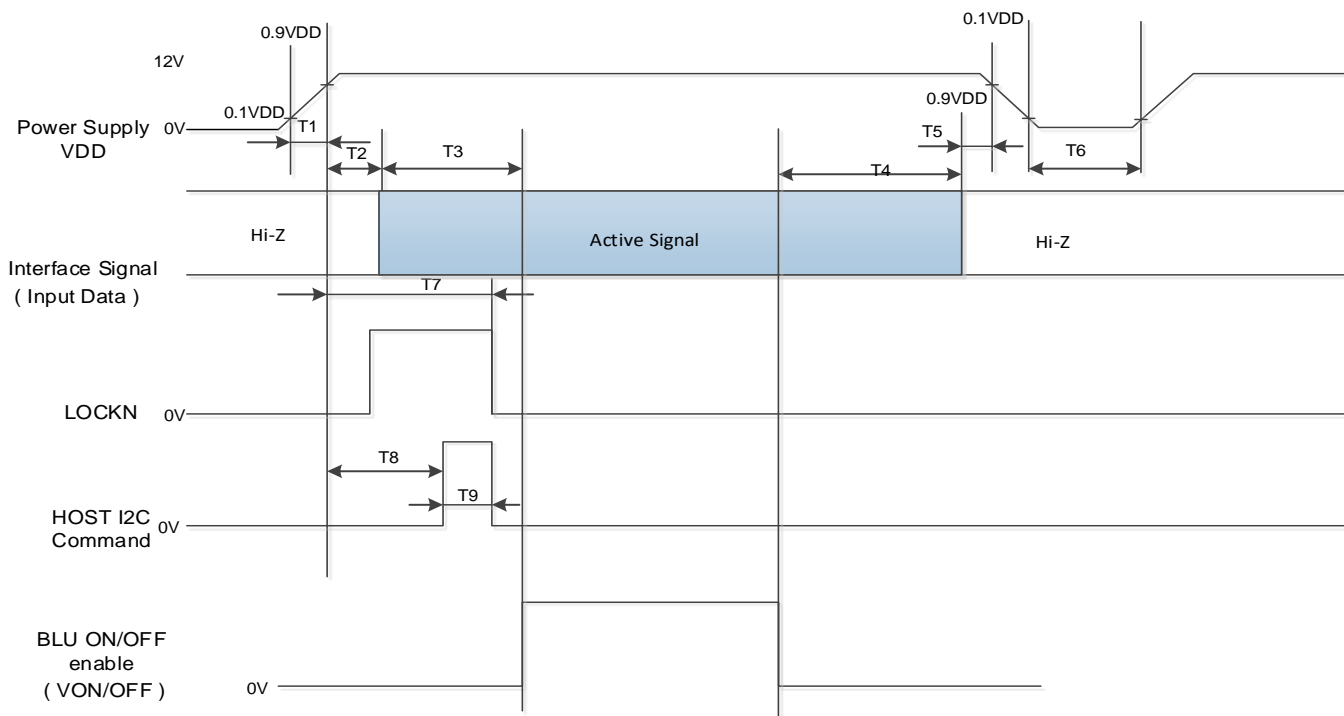 0.9VDD
0.1VDD
12V
0.1VDD
0.9VDD
Power Supply
VDD
0V
T1
T2
T3
T4
T5
T6
Hi-Z
Active Signal
Hi-Z
Interface Signal
( Input Data )
T7
LOCKN
0V
T8
T9
HOST I2C
Command
0V
BLU ON/OFF
enable
( VON/OFF )
0V